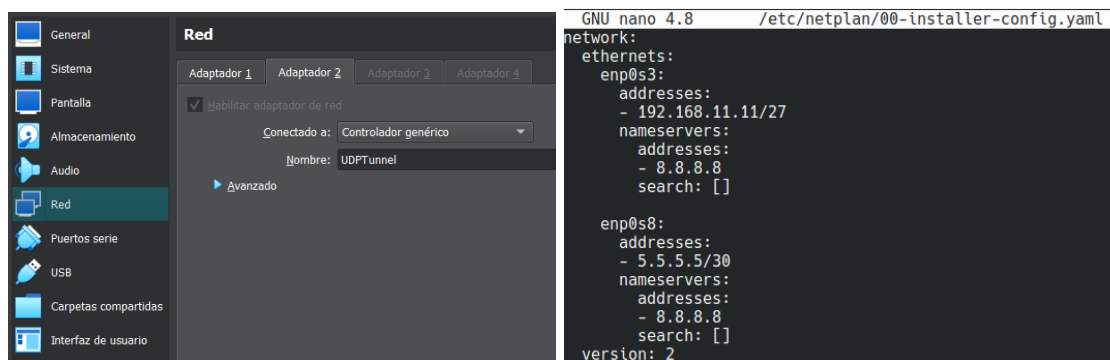 General
Sistema
Pantalla
Almacenamiento
Audio
Red
Puertos serie
USB
Carpetas compartidas
Interfaz de usuario
Red
Adaptador 1 Adaptador 2 Adaptador 3 Adaptador 4
Habilitar adaptador de red
Conectado a: Controlador genérico
Nombre: UDPTunnel
Avanzado
GNU nano 4.8 /etc/netplan/00-installer-config.yaml
network:
  ethernets:
    enp0s3:
      addresses:
      - 192.168.11.11/27
      nameservers:
        addresses:
        - 8.8.8.8
        search: []
    enp0s8:
      addresses:
      - 5.5.5.5/30
      nameservers:
        addresses:
        - 8.8.8.8
        search: []
  version: 2